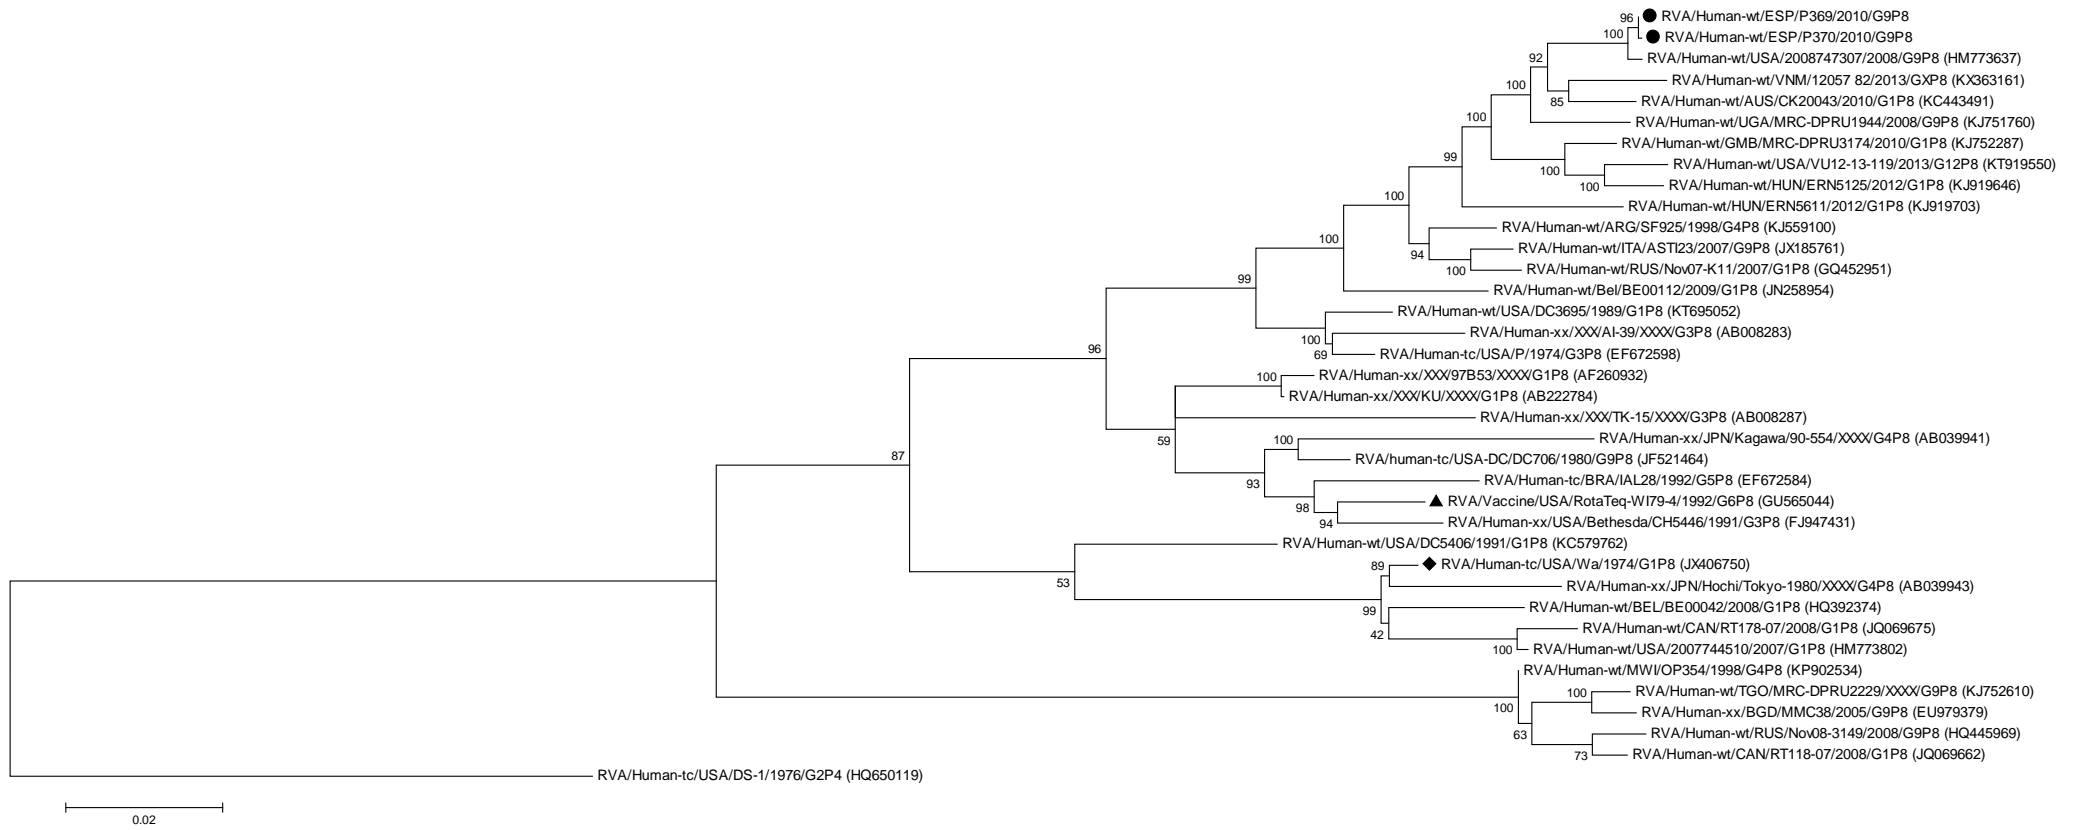 96
RVA/Human-wt/ESP/P369/2010/G9P8
100
RVA/Human-wt/ESP/P370/2010/G9P8
92
RVA/Human-wt/USA/2008747307/2008/G9P8 (HM773637)
RVA/Human-wt/VNM/12057 82/2013/GXP8 (KX363161)
100
85
RVA/Human-wt/AUS/CK20043/2010/G1P8 (KC443491)
100
RVA/Human-wt/UGA/MRC-DPRU1944/2008/G9P8 (KJ751760)
RVA/Human-wt/GMB/MRC-DPRU3174/2010/G1P8 (KJ752287)
99
100
RVA/Human-wt/USA/VU12-13-119/2013/G12P8 (KT919550)
100
RVA/Human-wt/HUN/ERN5125/2012/G1P8 (KJ919646)
100
RVA/Human-wt/HUN/ERN5611/2012/G1P8 (KJ919703)
RVA/Human-wt/ARG/SF925/1998/G4P8 (KJ559100)
100
94
RVA/Human-wt/ITA/ASTI23/2007/G9P8 (JX185761)
100
RVA/Human-wt/RUS/Nov07-K11/2007/G1P8 (GQ452951)
99
RVA/Human-wt/Bel/BE00112/2009/G1P8 (JN258954)
RVA/Human-wt/USA/DC3695/1989/G1P8 (KT695052)
100
RVA/Human-xx/XXX/AI-39/XXXX/G3P8 (AB008283)
96
69
RVA/Human-tc/USA/P/1974/G3P8 (EF672598)
100
RVA/Human-xx/XXX/97B53/XXXX/G1P8 (AF260932)
RVA/Human-xx/XXX/KU/XXXX/G1P8 (AB222784)
RVA/Human-xx/XXX/TK-15/XXXX/G3P8 (AB008287)
59
100
RVA/Human-xx/JPN/Kagawa/90-554/XXXX/G4P8 (AB039941)
87
RVA/human-tc/USA-DC/DC706/1980/G9P8 (JF521464)
93
RVA/Human-tc/BRA/IAL28/1992/G5P8 (EF672584)
98
RVA/Vaccine/USA/RotaTeq-WI79-4/1992/G6P8 (GU565044)
94
RVA/Human-xx/USA/Bethesda/CH5446/1991/G3P8 (FJ947431)
RVA/Human-wt/USA/DC5406/1991/G1P8 (KC579762)
53
89
RVA/Human-tc/USA/Wa/1974/G1P8 (JX406750)
RVA/Human-xx/JPN/Hochi/Tokyo-1980/XXXX/G4P8 (AB039943)
99
RVA/Human-wt/BEL/BE00042/2008/G1P8 (HQ392374)
42
RVA/Human-wt/CAN/RT178-07/2008/G1P8 (JQ069675)
100
RVA/Human-wt/USA/2007744510/2007/G1P8 (HM773802)
RVA/Human-wt/MWI/OP354/1998/G4P8 (KP902534)
100
100
RVA/Human-wt/TGO/MRC-DPRU2229/XXXX/G9P8 (KJ752610)
RVA/Human-xx/BGD/MMC38/2005/G9P8 (EU979379)
63
RVA/Human-wt/RUS/Nov08-3149/2008/G9P8 (HQ445969)
73
RVA/Human-wt/CAN/RT118-07/2008/G1P8 (JQ069662)
RVA/Human-tc/USA/DS-1/1976/G2P4 (HQ650119)
0.02